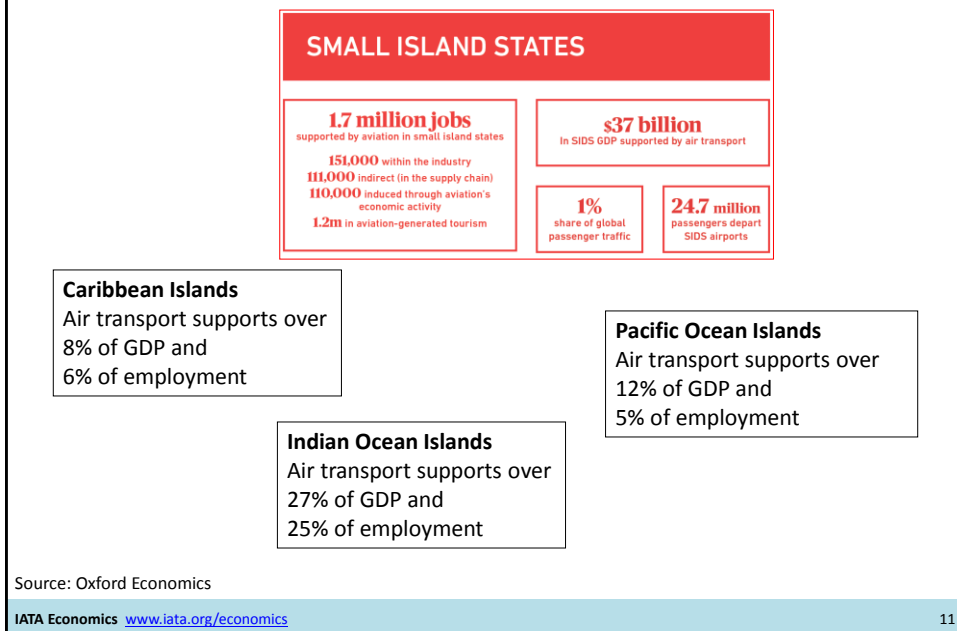 SMALL ISLAND STATES
1.7 million jobs
supported by aviation in small island states
151,000 within the industry
111,000 indirect (in the supply chain)
110,000 induced through aviation's
economic activity
1.2m in aviation-generated tourism
$37 billion
In SIDS GDP supported by air transport
1%
share of global
passenger traffic
24.7 million
passengers depart
SIDS airports
Caribbean Islands
Air transport supports over
8% of GDP and
6% of employment
Pacific Ocean Islands
Air transport supports over
12% of GDP and
5% of employment
Indian Ocean Islands
Air transport supports over
27% of GDP and
25% of employment
Source: Oxford Economics
IATA Economics www.iata.org/economics 11